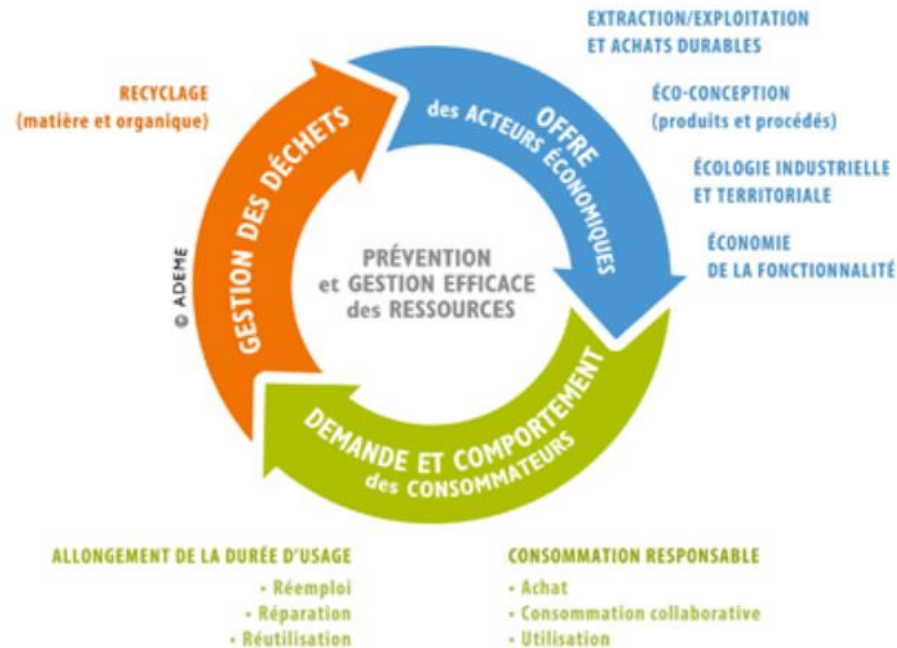 EXTRACTION/EXPLOITATION
ET ACHATS DURABLES
RECYCLAGE
(matière et organique)
ÉCO-CONCEPTION
(produits et procédés)
ÉCOLOGIE INDUSTRIELLE
ET TERRITORIALE
ÉCONOMIE
DE LA FONCTIONNALITÉ
OFFRE
des ACTEURS ÉCONOMIQUES
GESTION DES DÉCHETS
© ADEME
PRÉVENTION
et GESTION EFFICACE
des RESSOURCES
DEMANDE ET COMPORTEMENT
des CONSOMMATEURS
ALLONGEMENT DE LA DURÉE D'USAGE
• Réemploi
• Réparation
• Réutilisation
CONSOMMATION RESPONSABLE
• Achat
• Consommation collaborative
• Utilisation